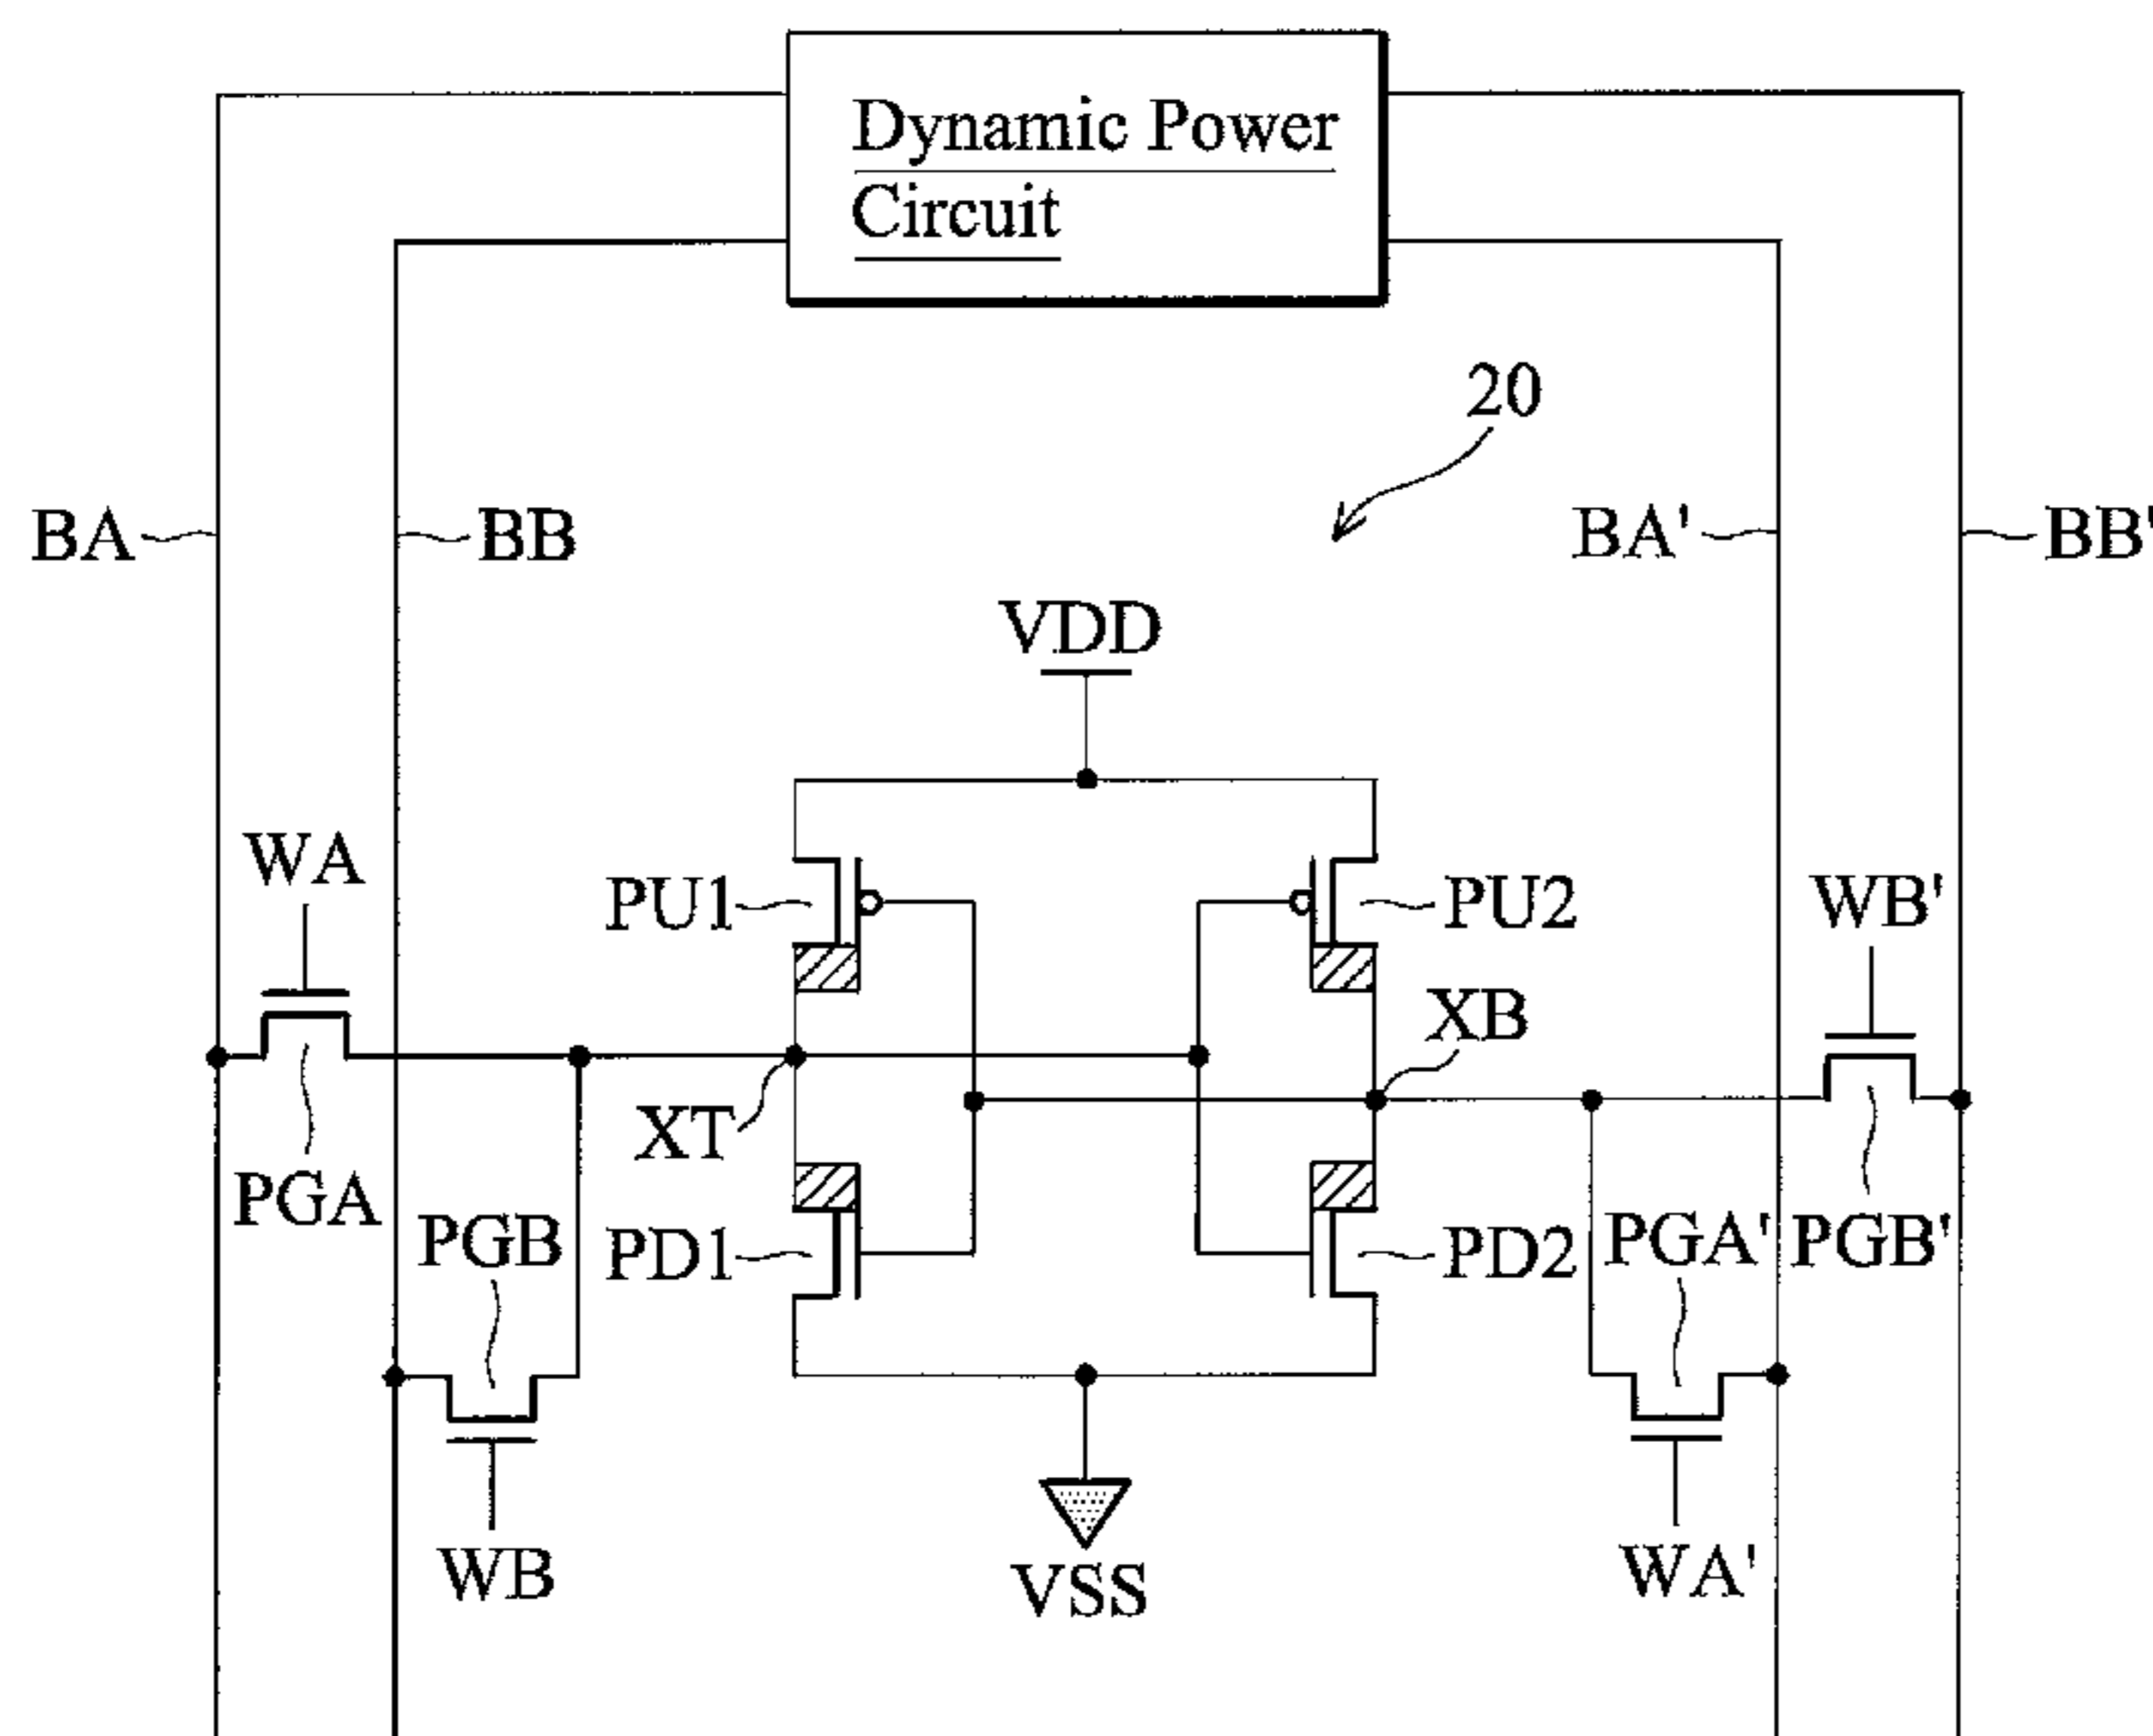 Dynamic Power
Circuit
20
BA
BB
BA'
BB'
VDD
WA
PU1
PU2
WB'
XB
XT
PGA
PGB
PD1
PD2
PGA'
PGB'
WB
VSS
WA'